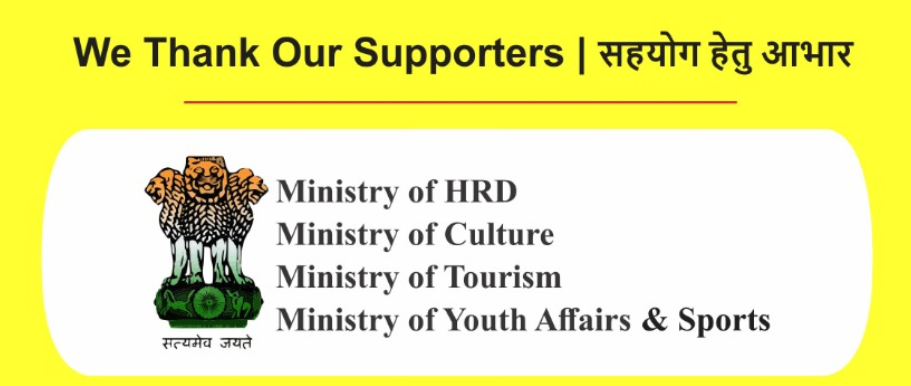 We Thank Our Supporters | सहयोग हेतु आभार
Ministry of HRD
Ministry of Culture
Ministry of Tourism
Ministry of Youth Affairs & Sports
सत्यमेव जयते